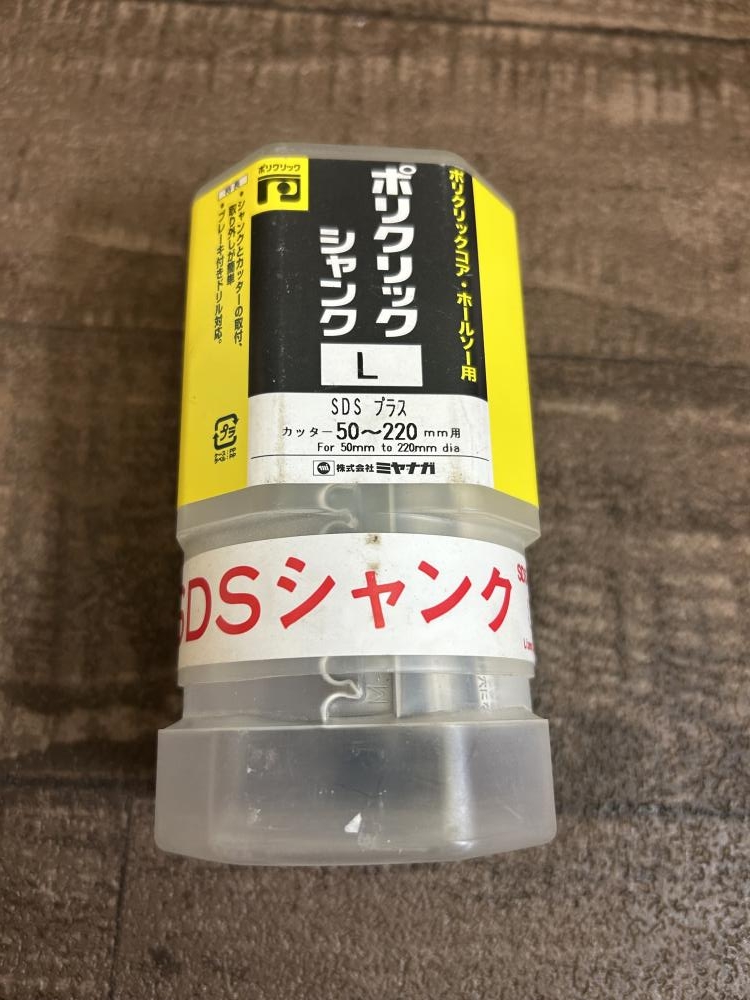 ポリクリック
ポリクリックコア・ホールソー用
ポリクリック
シャンク
L
特長
・シャンクとカッターの取付、
取り外しが簡単
・ブレーキ付きドリル対応。
プラ
SDS プラス
カッター50〜220mm用
For 50mm to 220mm dia
株式会社ミヤナガ
SDSシャンク